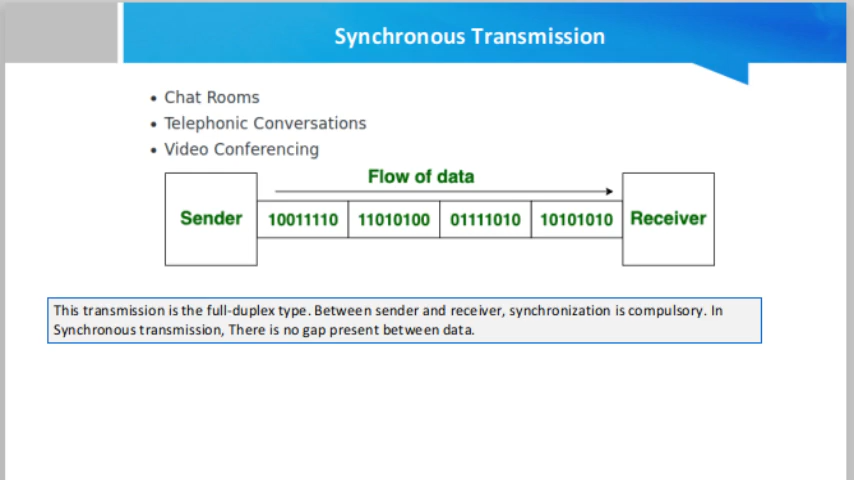 Synchronous Transmission
• Chat Rooms
• Telephonic Conversations
• Video Conferencing
Flow of data
Sender 10011110 11010100 01111010 10101010 Receiver
This transmission is the full-duplex type. Between sender and receiver, synchronization is compulsory. In
Synchronous transmission, There is no gap present between data.